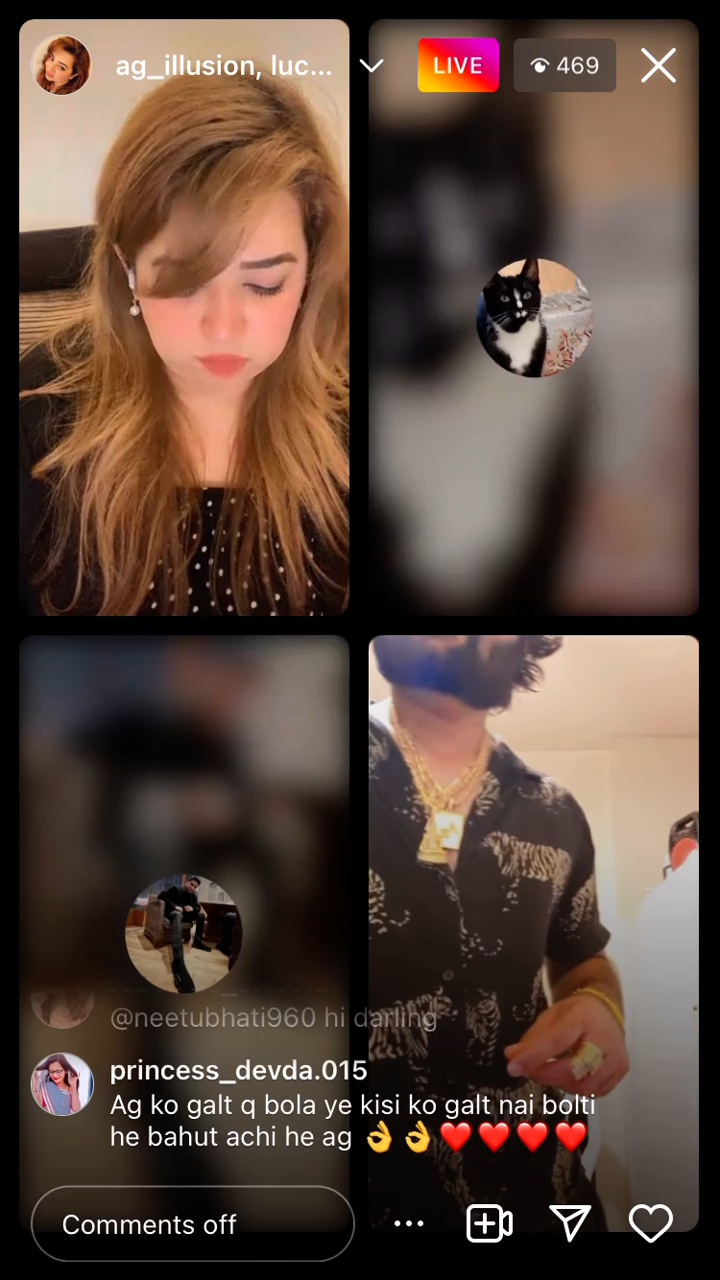 ag_illusion, luc...
LIVE
469
@neetubhati960 hi darling
princess_devda.015
Ag ko galt q bola ye kisi ko galt nai bolti
he bahut achi he ag 👌👌❤️❤️❤️❤️
Comments off